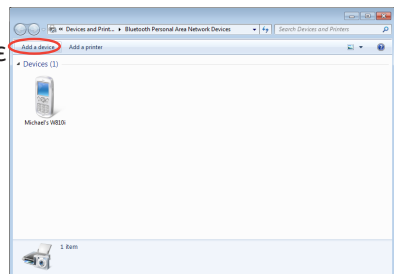 « Devices and Print... ▸ Bluetooth Personal Area Network Devices
Search Devices and Printers
Add a device Add a printer
Devices (1)
Michael's W810i
1 item